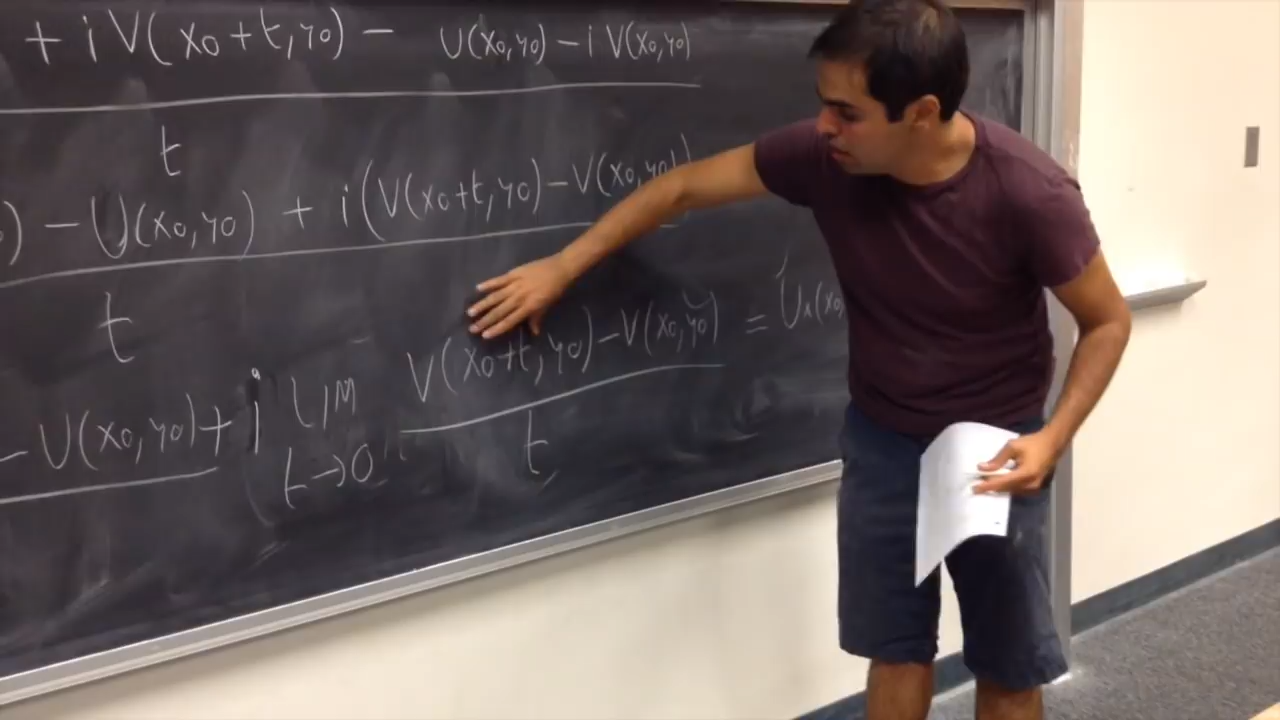 + i V(x0+t, y0) − U(x0,y0) − i V(x0,y0)
t
) − U(x0,y0) + i(V(x0+t,y0) − V(x0,y0)
t
V(x0+t,y0) − V(x0,y0) = Ux(x0,
− U(x0,y0) + i LIM
t→0
t